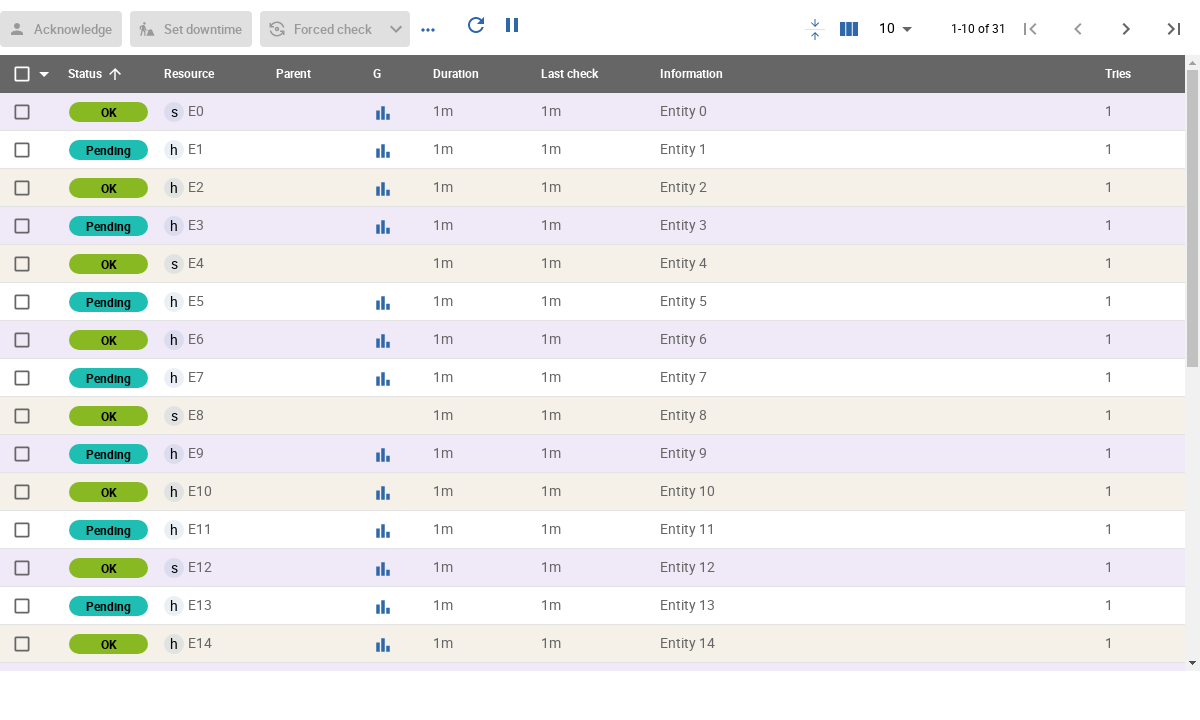 Acknowledge Set downtime Forced check 10 1-10 of 31
Status Resource Parent G Duration Last check Information Tries
OK s E0 1m 1m Entity 0 1
Pending h E1 1m 1m Entity 1 1
OK h E2 1m 1m Entity 2 1
Pending h E3 1m 1m Entity 3 1
OK s E4 1m 1m Entity 4 1
Pending h E5 1m 1m Entity 5 1
OK h E6 1m 1m Entity 6 1
Pending h E7 1m 1m Entity 7 1
OK s E8 1m 1m Entity 8 1
Pending h E9 1m 1m Entity 9 1
OK h E10 1m 1m Entity 10 1
Pending h E11 1m 1m Entity 11 1
OK s E12 1m 1m Entity 12 1
Pending h E13 1m 1m Entity 13 1
OK h E14 1m 1m Entity 14 1